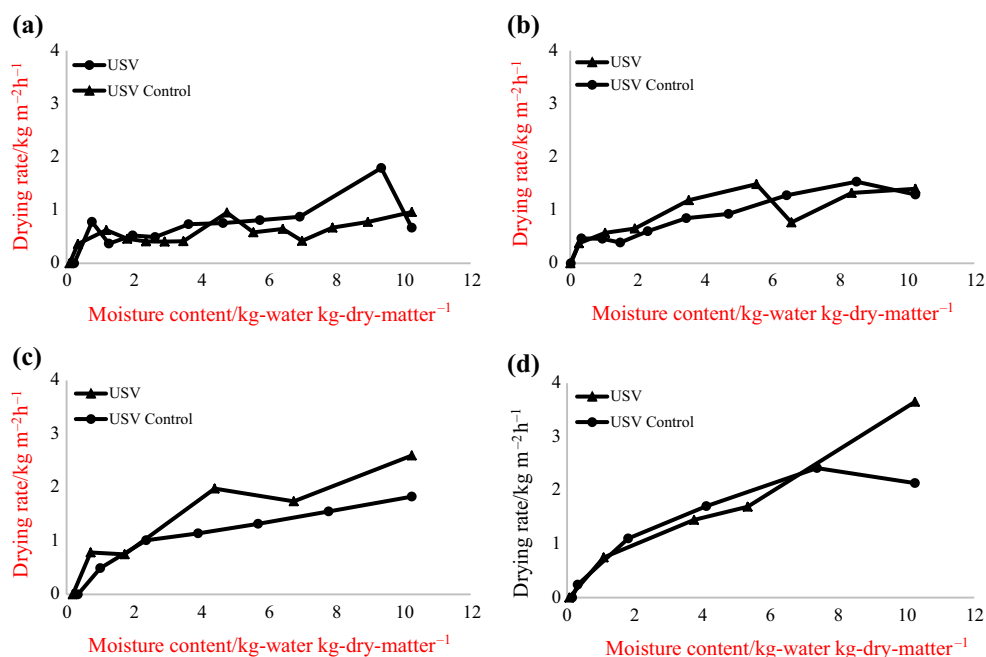 (a)
USV
USV Control
Drying rate/kg m⁻²h⁻¹
4
3
2
1
0
0 2 4 6 8 10 12
Moisture content/kg-water kg-dry-matter⁻¹
(b)
USV
USV Control
Drying rate/kg m⁻²h⁻¹
4
3
2
1
0
0 2 4 6 8 10 12
Moisture content/kg-water kg-dry-matter⁻¹
(c)
USV
USV Control
Drying rate/kg m⁻²h⁻¹
4
3
2
1
0
0 2 4 6 8 10 12
Moisture content/kg-water kg-dry-matter⁻¹
(d)
USV
USV Control
Drying rate/kg m⁻²h⁻¹
4
3
2
1
0
0 2 4 6 8 10 12
Moisture content/kg-water kg-dry-matter⁻¹